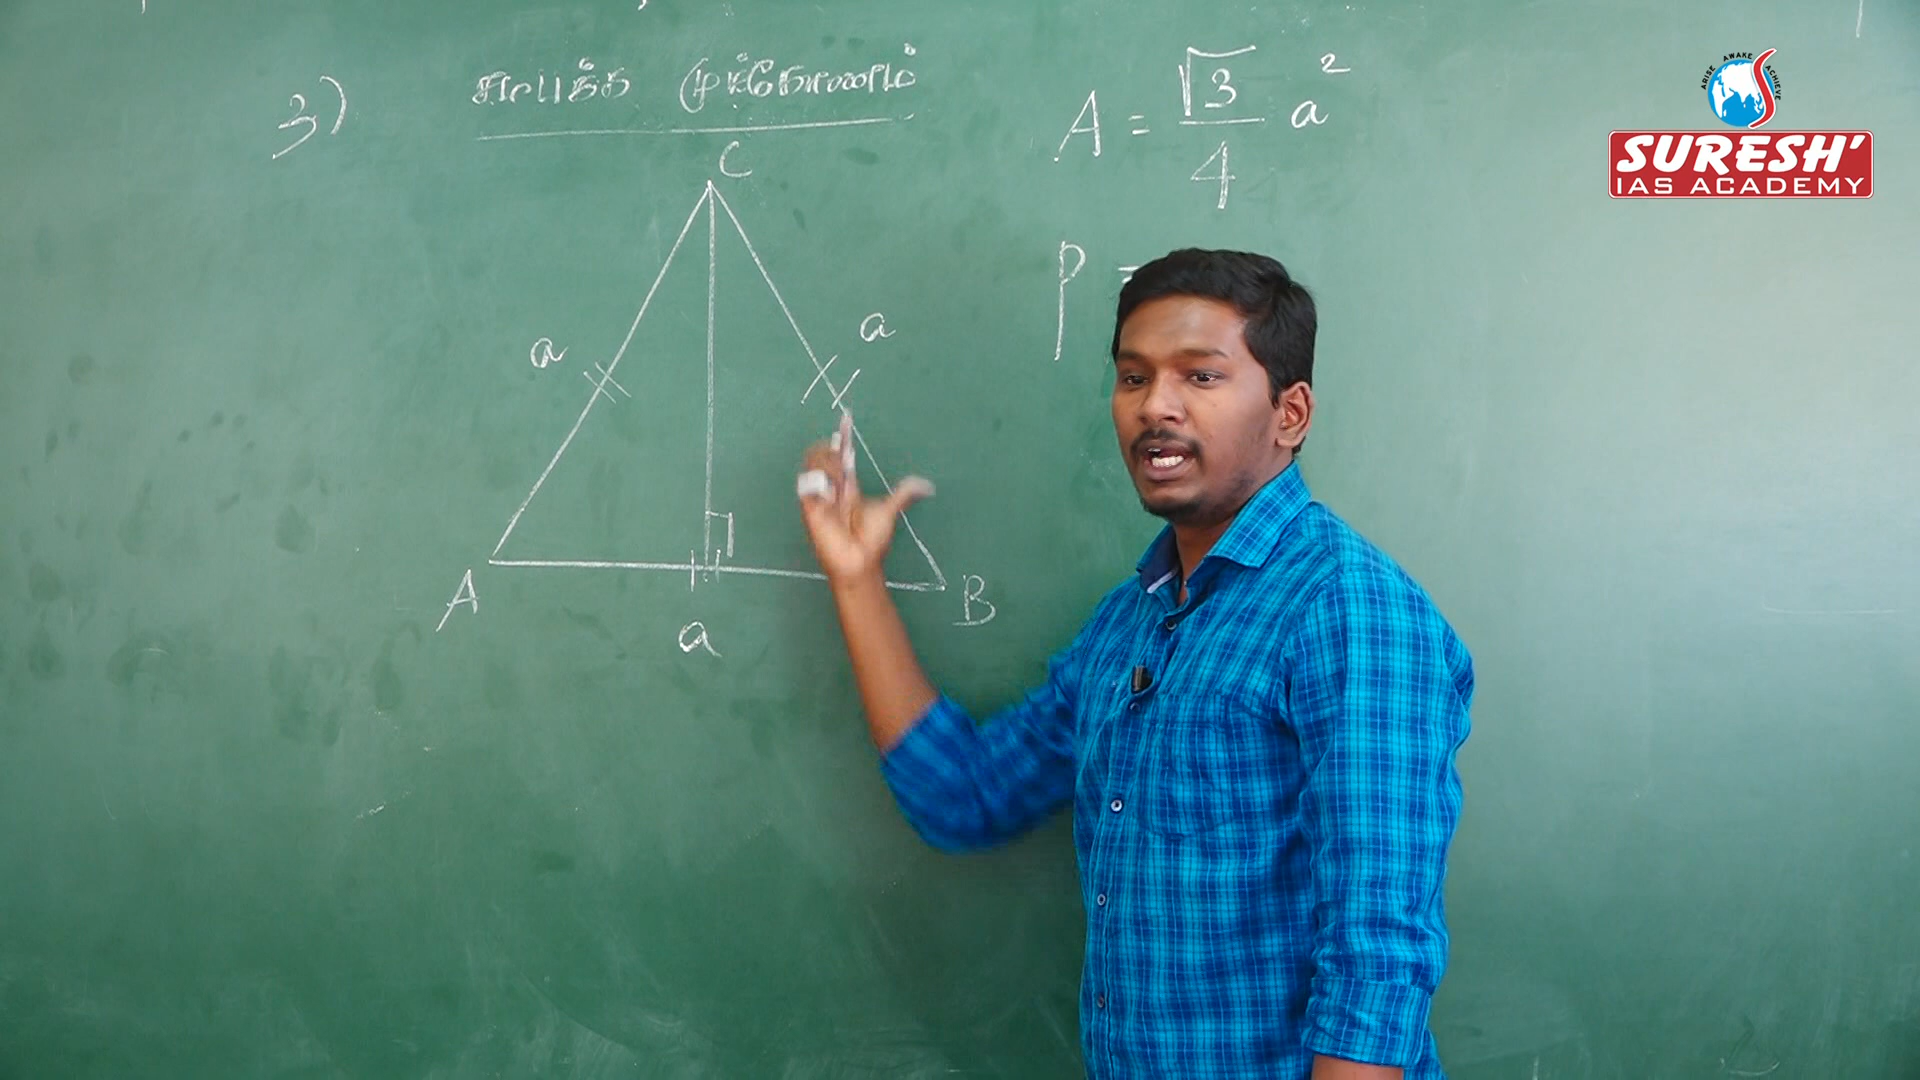 3) சமபக்க முக்கோணம்
A = √3/4 a²
P =
C
a
a
A
B
a
ARISE AWAKE ACHIEVE
SURESH'
IAS ACADEMY